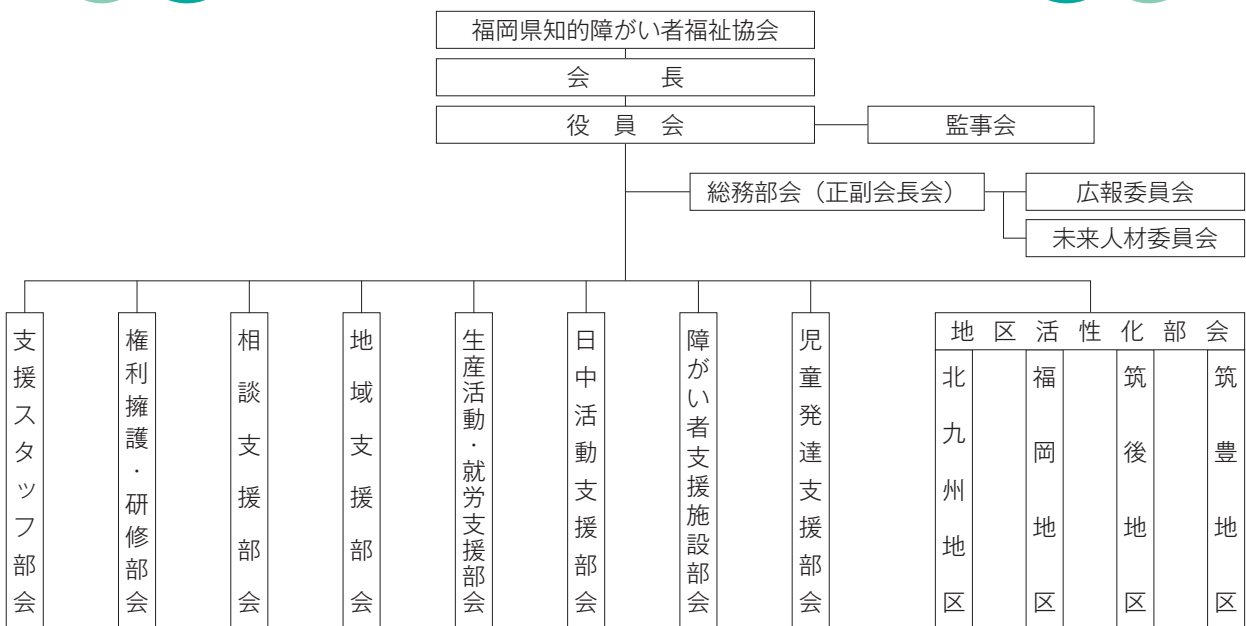 福岡県知的障がい者福祉協会
会長
役員会
監事会
総務部会（正副会長会）
広報委員会
未来人材委員会
支援スタッフ部会
権利擁護・研修部会
相談支援部会
地域支援部会
生産活動・就労支援部会
日中活動支援部会
障がい者支援施設部会
児童発達支援部会
地区活性化部会
北九州地区
福岡地区
筑後地区
筑豊地区